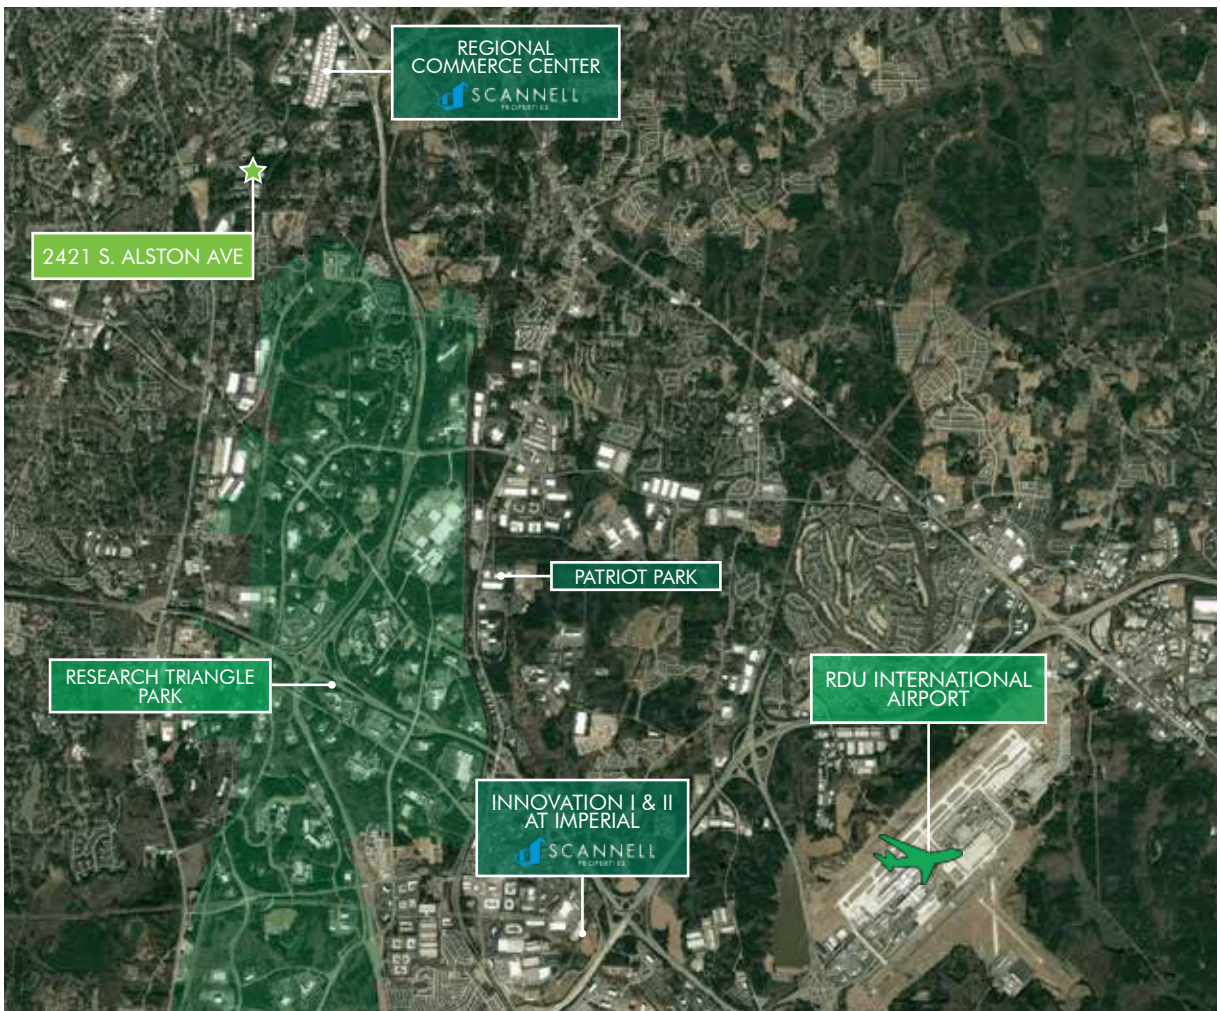 REGIONAL
COMMERCE CENTER
SCANNELL
PROPERTIES
2421 S. ALSTON AVE
PATRIOT PARK
RESEARCH TRIANGLE
PARK
RDU INTERNATIONAL
AIRPORT
INNOVATION I & II
AT IMPERIAL
SCANNELL
PROPERTIES